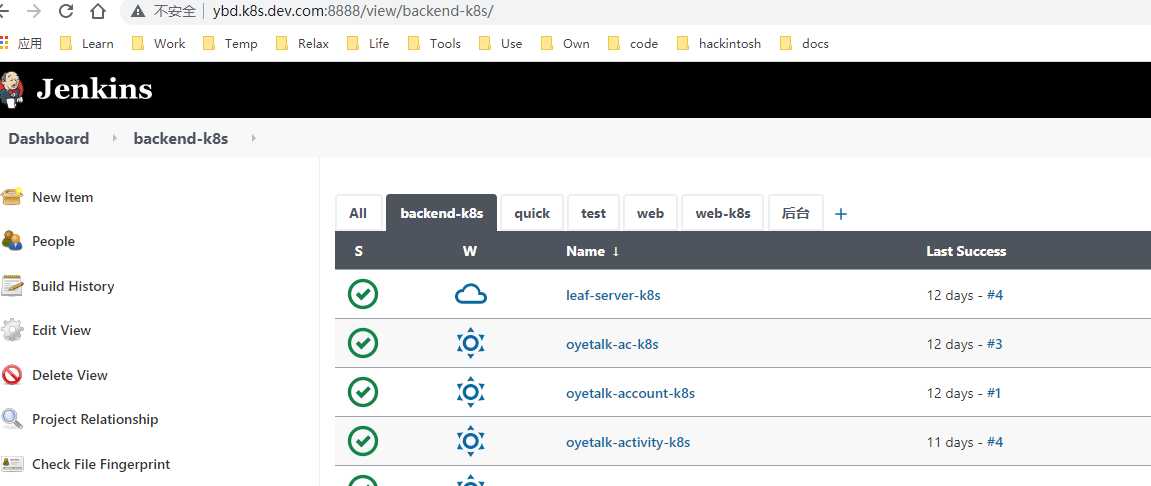 不安全 | ybd.k8s.dev.com:8888/view/backend-k8s/
应用 Learn Work Temp Relax Life Tools Use Own code hackintosh docs
Jenkins
Dashboard backend-k8s
New Item
People
Build History
Edit View
Delete View
Project Relationship
Check File Fingerprint
All backend-k8s quick test web web-k8s 后台 +
S W Name ↓ Last Success
leaf-server-k8s 12 days - #4
oyetalk-ac-k8s 12 days - #3
oyetalk-account-k8s 12 days - #1
oyetalk-activity-k8s 11 days - #4